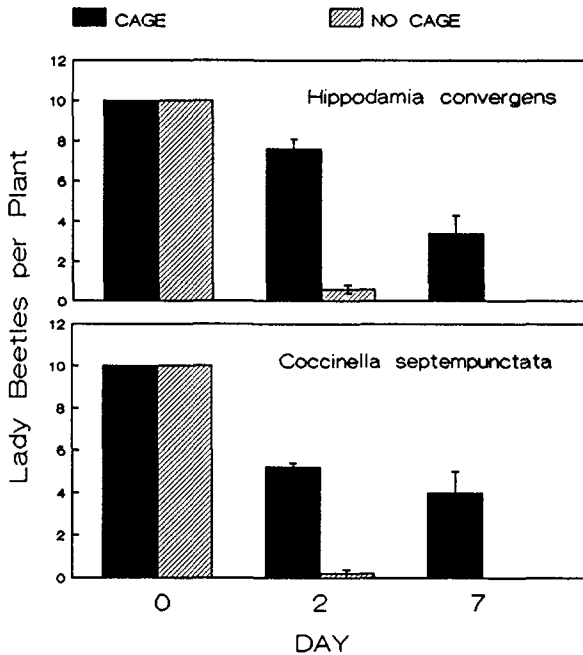 CAGE NO CAGE
Lady Beetles per Plant
12
10
8
6
4
2
0
Hippodamia convergens
12
10
8
6
4
2
0
Coccinella septempunctata
0 2 7
DAY